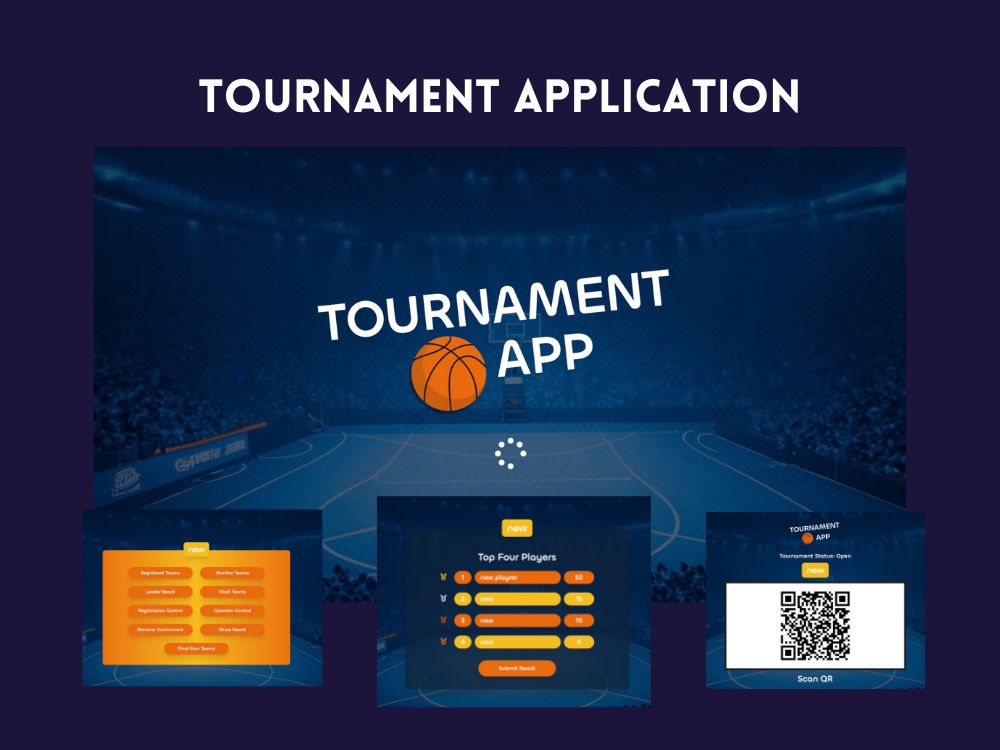 TOURNAMENT APPLICATION
TOURNAMENT
APP
new
Registered Teams
Monitor Teams
Leader Board
Mark Teams
Registration Control
Operator Control
Rename Tournament
Show Result
Final Four Teams
new
Top Four Players
1 new playrer 50
2 new 15
3 new 10
4 new 0
Submit Result
TOURNAMENT
APP
Tournament Status: Open
new
Scan QR